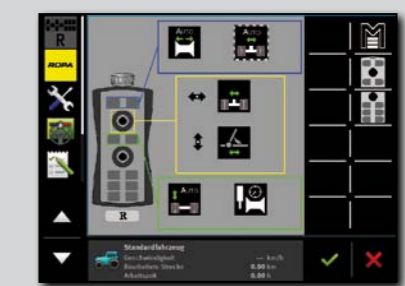 R
ROPA
Auto
Auto
Auto
R
Standardfahrzeug
Geschwindigkeit — km/h
Bearbeitete Strecke 0.00 km
Arbeitszeit 0.00 h